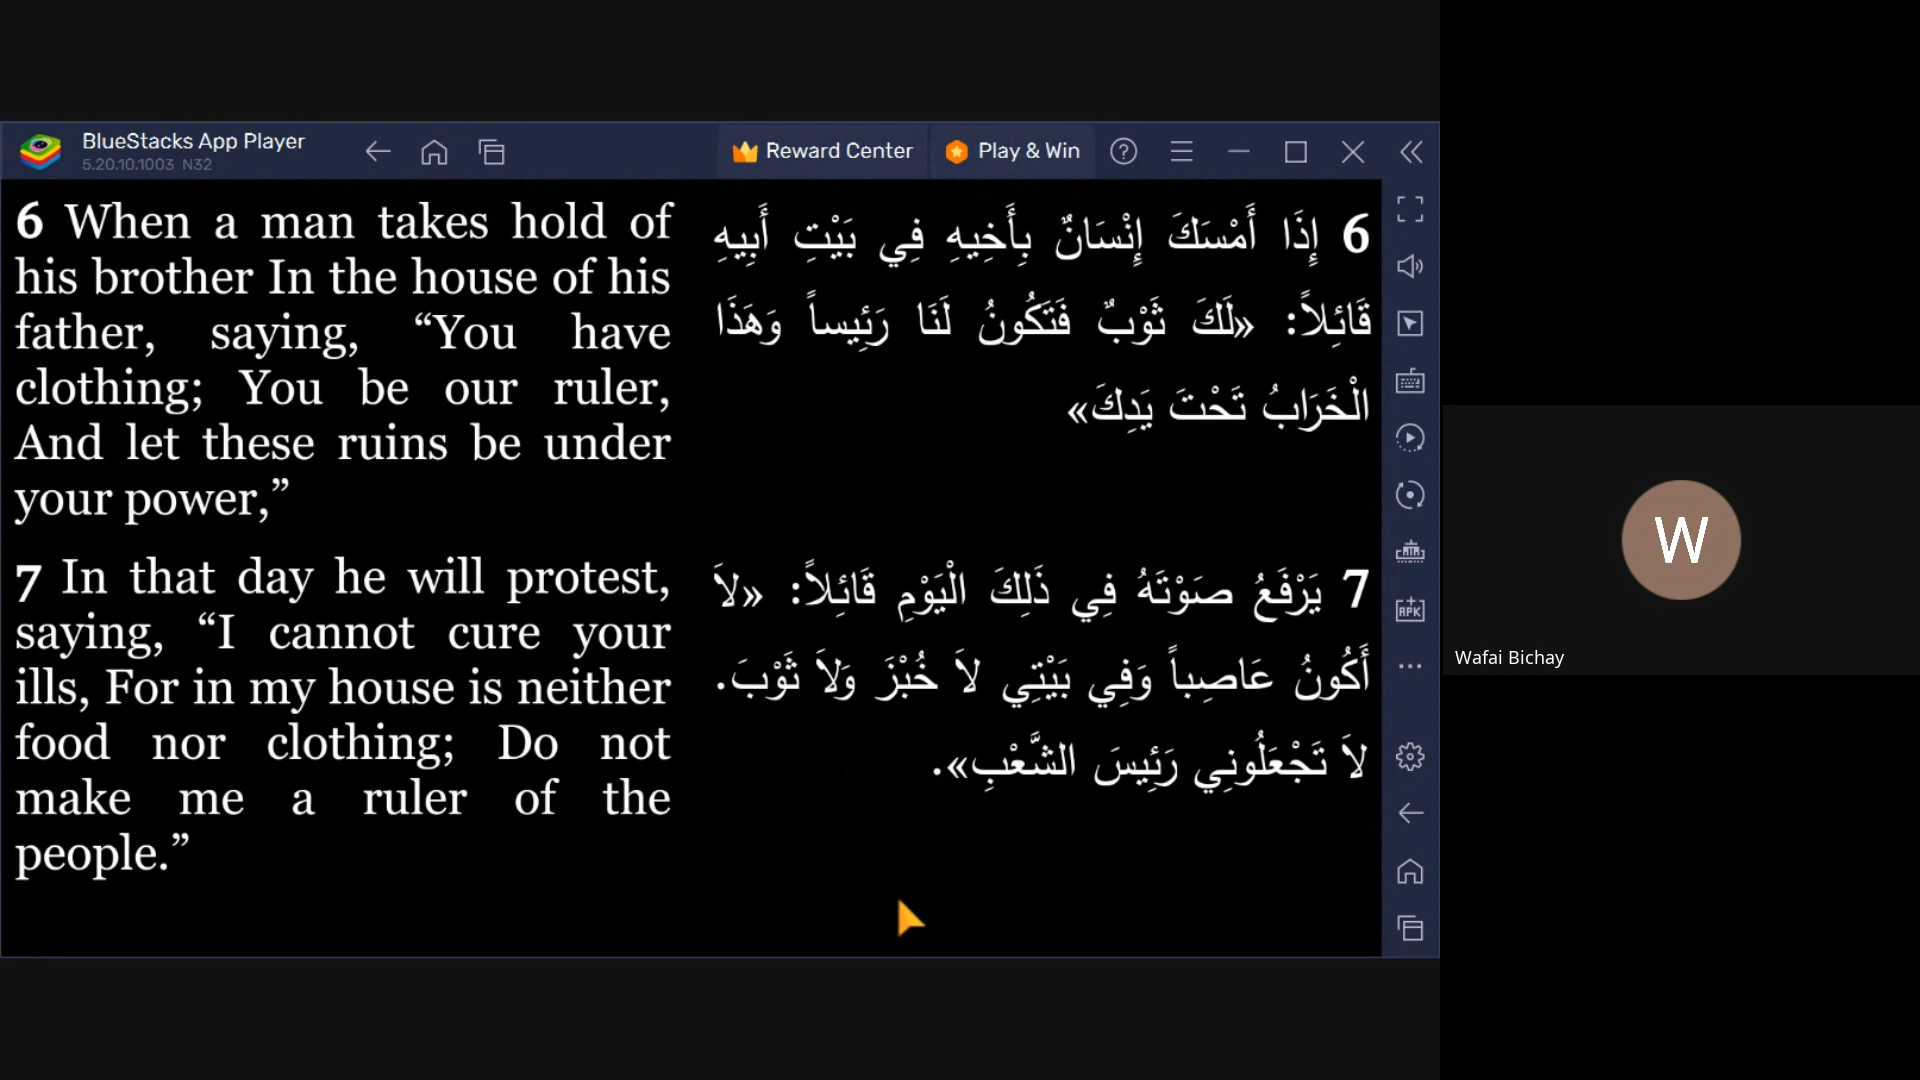 BlueStacks App Player
5.20.10.1003 N32
Reward Center
Play & Win
6 When a man takes hold of
his brother In the house of his
father, saying, “You have
clothing; You be our ruler,
And let these ruins be under
your power,”
7 In that day he will protest,
saying, “I cannot cure your
ills, For in my house is neither
food nor clothing; Do not
make me a ruler of the
people.”
6 إِذَا أَمْسَكَ إِنْسَانٌ بِأَخِيهِ فِي بَيْتِ أَبِيهِ
قَائِلاً: «لَكَ ثَوْبٌ فَتَكُونُ لَنَا رَئِيساً وَهَذَا
الْخَرَابُ تَحْتَ يَدِكَ»
7 يَرْفَعُ صَوْتَهُ فِي ذَلِكَ الْيَوْمِ قَائِلاً: «لاَ
أَكُونُ عَاصِباً وَفِي بَيْتِي لاَ خُبْزَ وَلاَ ثَوْبَ.
لاَ تَجْعَلُونِي رَئِيسَ الشَّعْبِ».
APK
W
Wafai Bichay